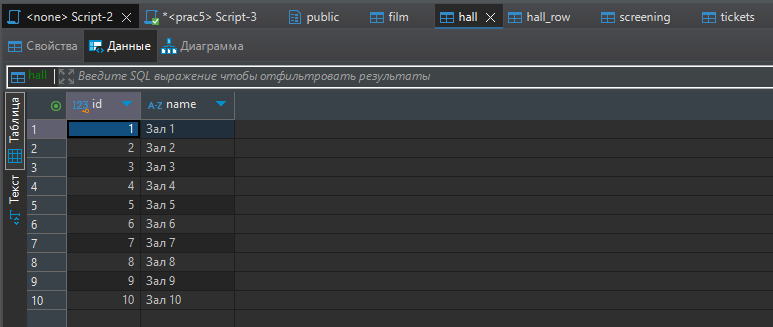 <none> Script-2 *<prac5> Script-3 public film hall hall_row screening tickets
Свойства Данные Диаграмма
hall Введите SQL выражение чтобы отфильтровать результаты
Таблица
Текст
123 id A-Z name
1 1 Зал 1
2 2 Зал 2
3 3 Зал 3
4 4 Зал 4
5 5 Зал 5
6 6 Зал 6
7 7 Зал 7
8 8 Зал 8
9 9 Зал 9
10 10 Зал 10